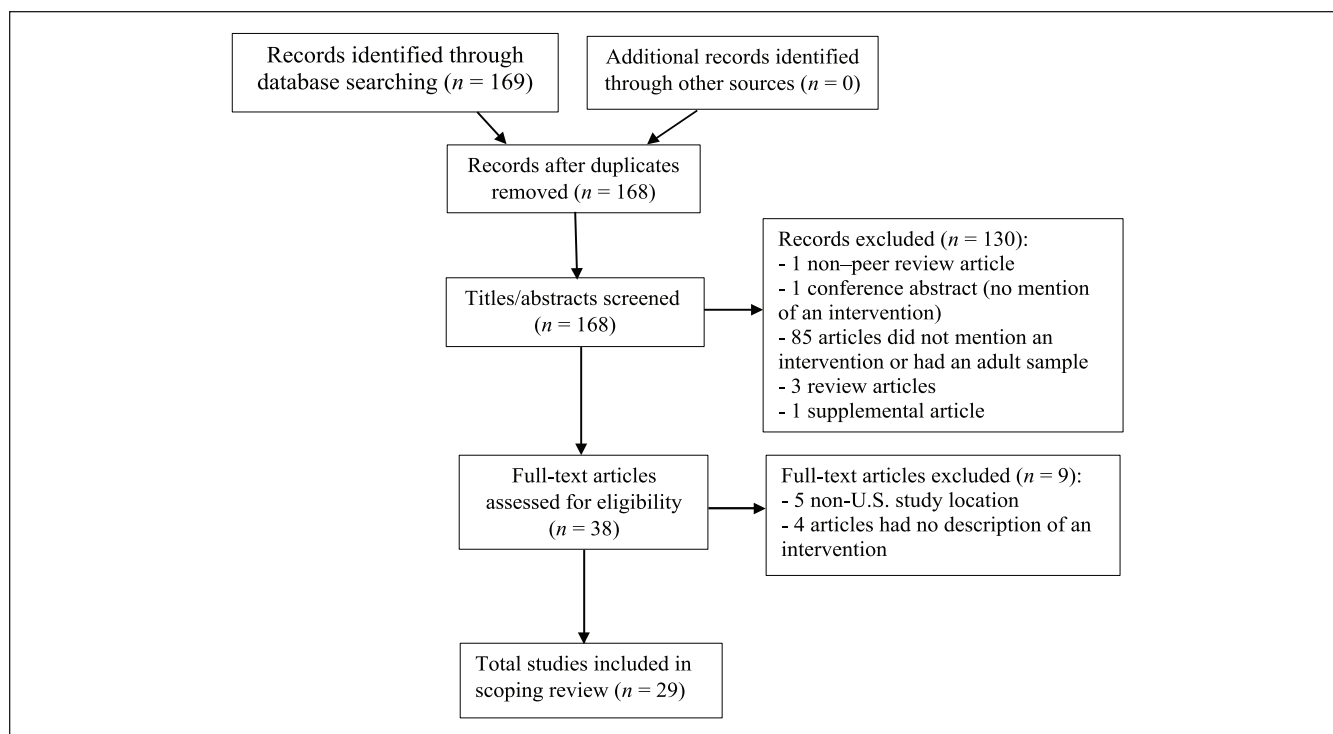 Records identified through
database searching (n = 169)
Additional records identified
through other sources (n = 0)
Records after duplicates
removed (n = 168)
Titles/abstracts screened
(n = 168)
Records excluded (n = 130):
- 1 non–peer review article
- 1 conference abstract (no mention
of an intervention)
- 85 articles did not mention an
intervention or had an adult sample
- 3 review articles
- 1 supplemental article
Full-text articles
assessed for eligibility
(n = 38)
Full-text articles excluded (n = 9):
- 5 non-U.S. study location
- 4 articles had no description of an
intervention
Total studies included in
scoping review (n = 29)